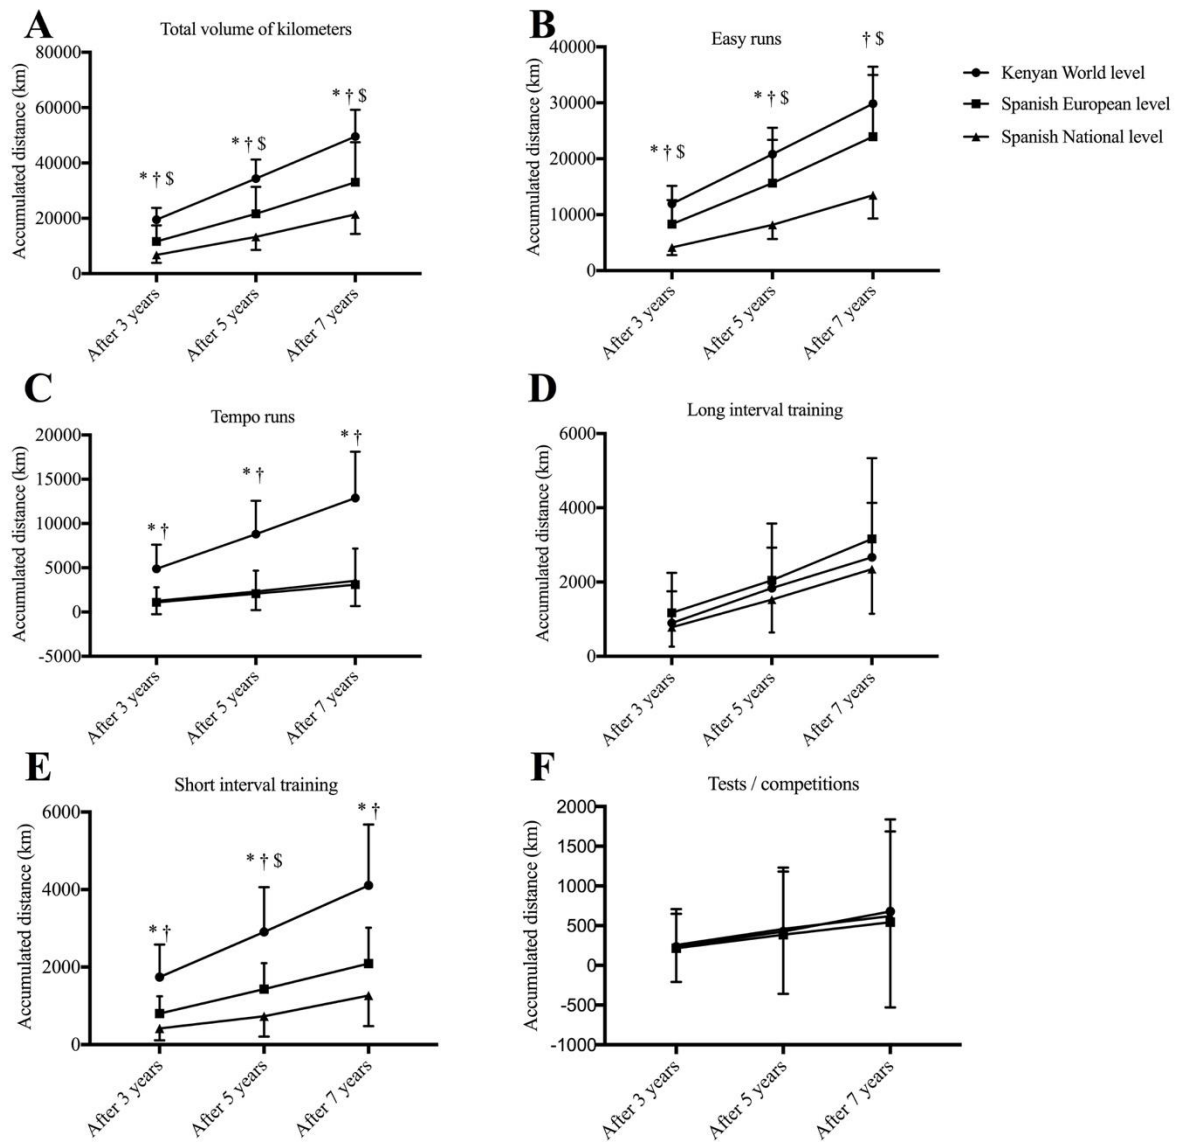 A
Total volume of kilometers
Accumulated distance (km)
80000
60000
40000
20000
0
* † $
* † $
* † $
After 3 years
After 5 years
After 7 years
B
Easy runs
Accumulated distance (km)
40000
30000
20000
10000
0
* † $
* † $
† $
After 3 years
After 5 years
After 7 years
Kenyan World level
Spanish European level
Spanish National level
C
Tempo runs
Accumulated distance (km)
20000
15000
10000
5000
0
-5000
* †
* †
* †
After 3 years
After 5 years
After 7 years
D
Long interval training
Accumulated distance (km)
6000
4000
2000
0
After 3 years
After 5 years
After 7 years
E
Short interval training
Accumulated distance (km)
6000
4000
2000
0
* †
* † $
* †
After 3 years
After 5 years
After 7 years
F
Tests / competitions
Accumulated distance (km)
2000
1500
1000
500
0
-500
-1000
After 3 years
After 5 years
After 7 years